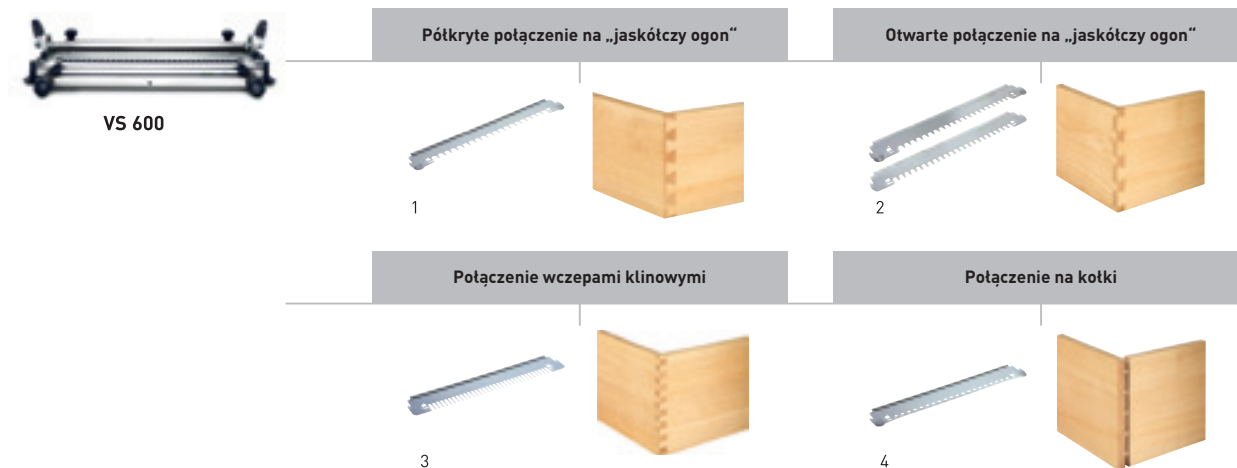 Półkryte połączenie na „jaskółczy ogon“
Otwarte połączenie na „jaskółczy ogon“
VS 600
1
2
Połączenie wczepami klinowymi
Połączenie na kołki
3
4